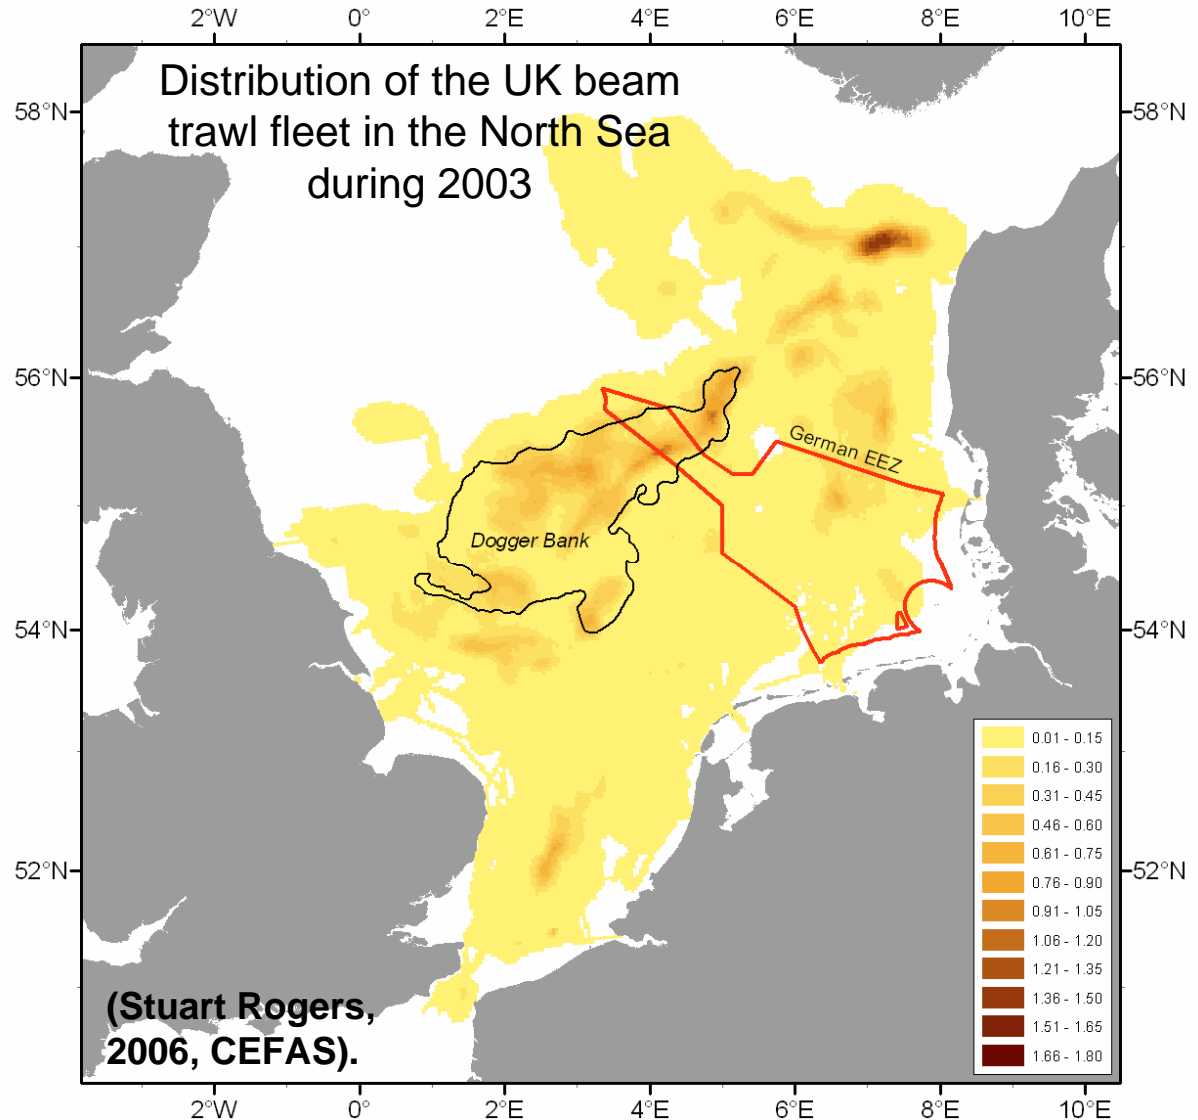 2°W 0° 2°E 4°E 6°E 8°E 10°E
Distribution of the UK beam
trawl fleet in the North Sea
during 2003
58°N 58°N
56°N 56°N
German EEZ
Dogger Bank
54°N 54°N
52°N 52°N
0.01 - 0.15
0.16 - 0.30
0.31 - 0.45
0.46 - 0.60
0.61 - 0.75
0.76 - 0.90
0.91 - 1.05
1.06 - 1.20
1.21 - 1.35
1.36 - 1.50
1.51 - 1.65
1.66 - 1.80
(Stuart Rogers,
2006, CEFAS).
2°W 0° 2°E 4°E 6°E 8°E 10°E